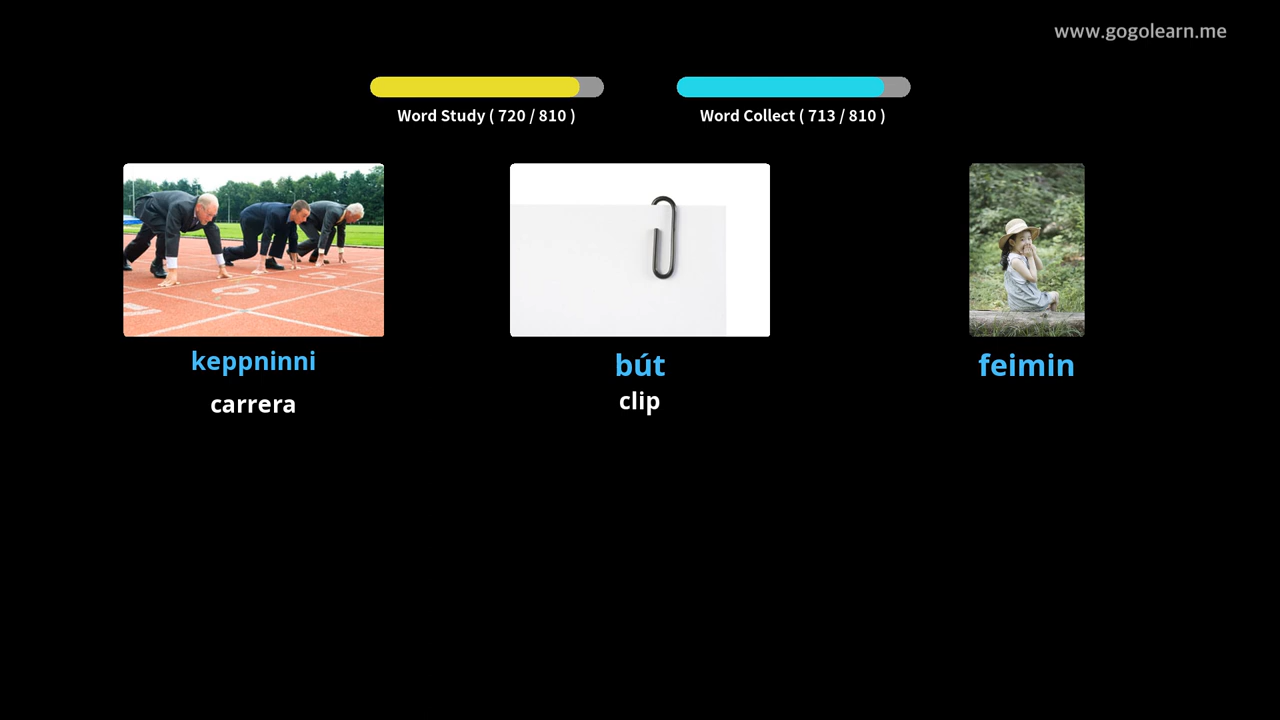 www.gogolearn.me
Word Study ( 720 / 810 )
Word Collect ( 713 / 810 )
keppninni
carrera
bút
clip
feimin